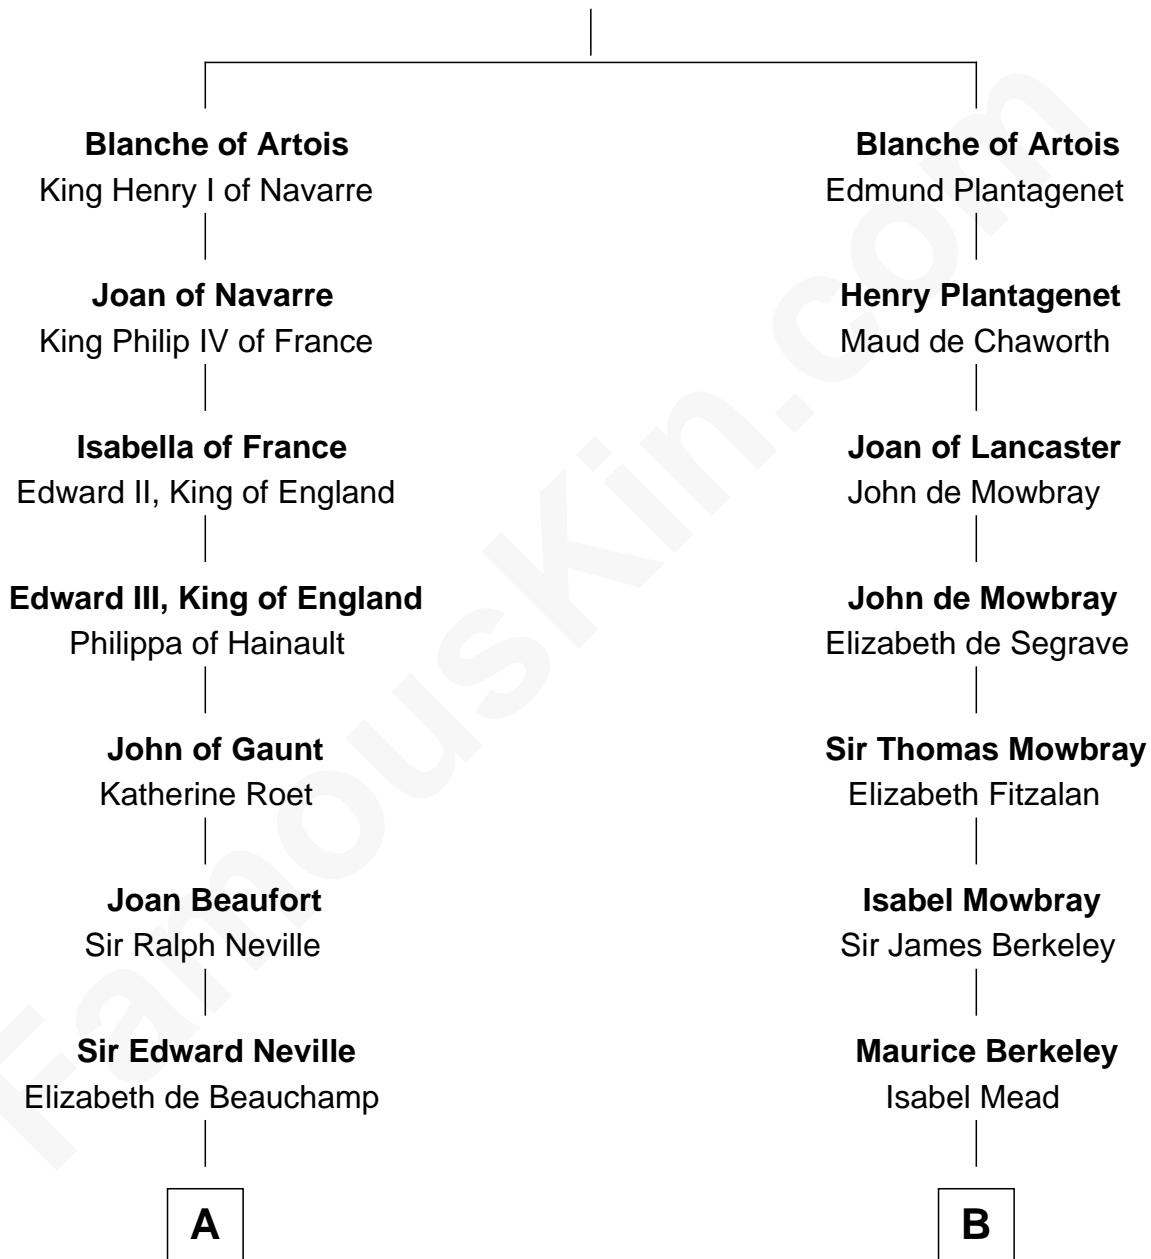 Blanche of Artois
King Henry I of Navarre
Joan of Navarre
King Philip IV of France
Isabella of France
Edward II, King of England
Edward III, King of England
Philippa of Hainault
John of Gaunt
Katherine Roet
Joan Beaufort
Sir Ralph Neville
Sir Edward Neville
Elizabeth de Beauchamp
A
Blanche of Artois
Edmund Plantagenet
Henry Plantagenet
Maud de Chaworth
Joan of Lancaster
John de Mowbray
John de Mowbray
Elizabeth de Segrave
Sir Thomas Mowbray
Elizabeth Fitzalan
Isabel Mowbray
Sir James Berkeley
Maurice Berkeley
Isabel Mead
B
FamousKin.com